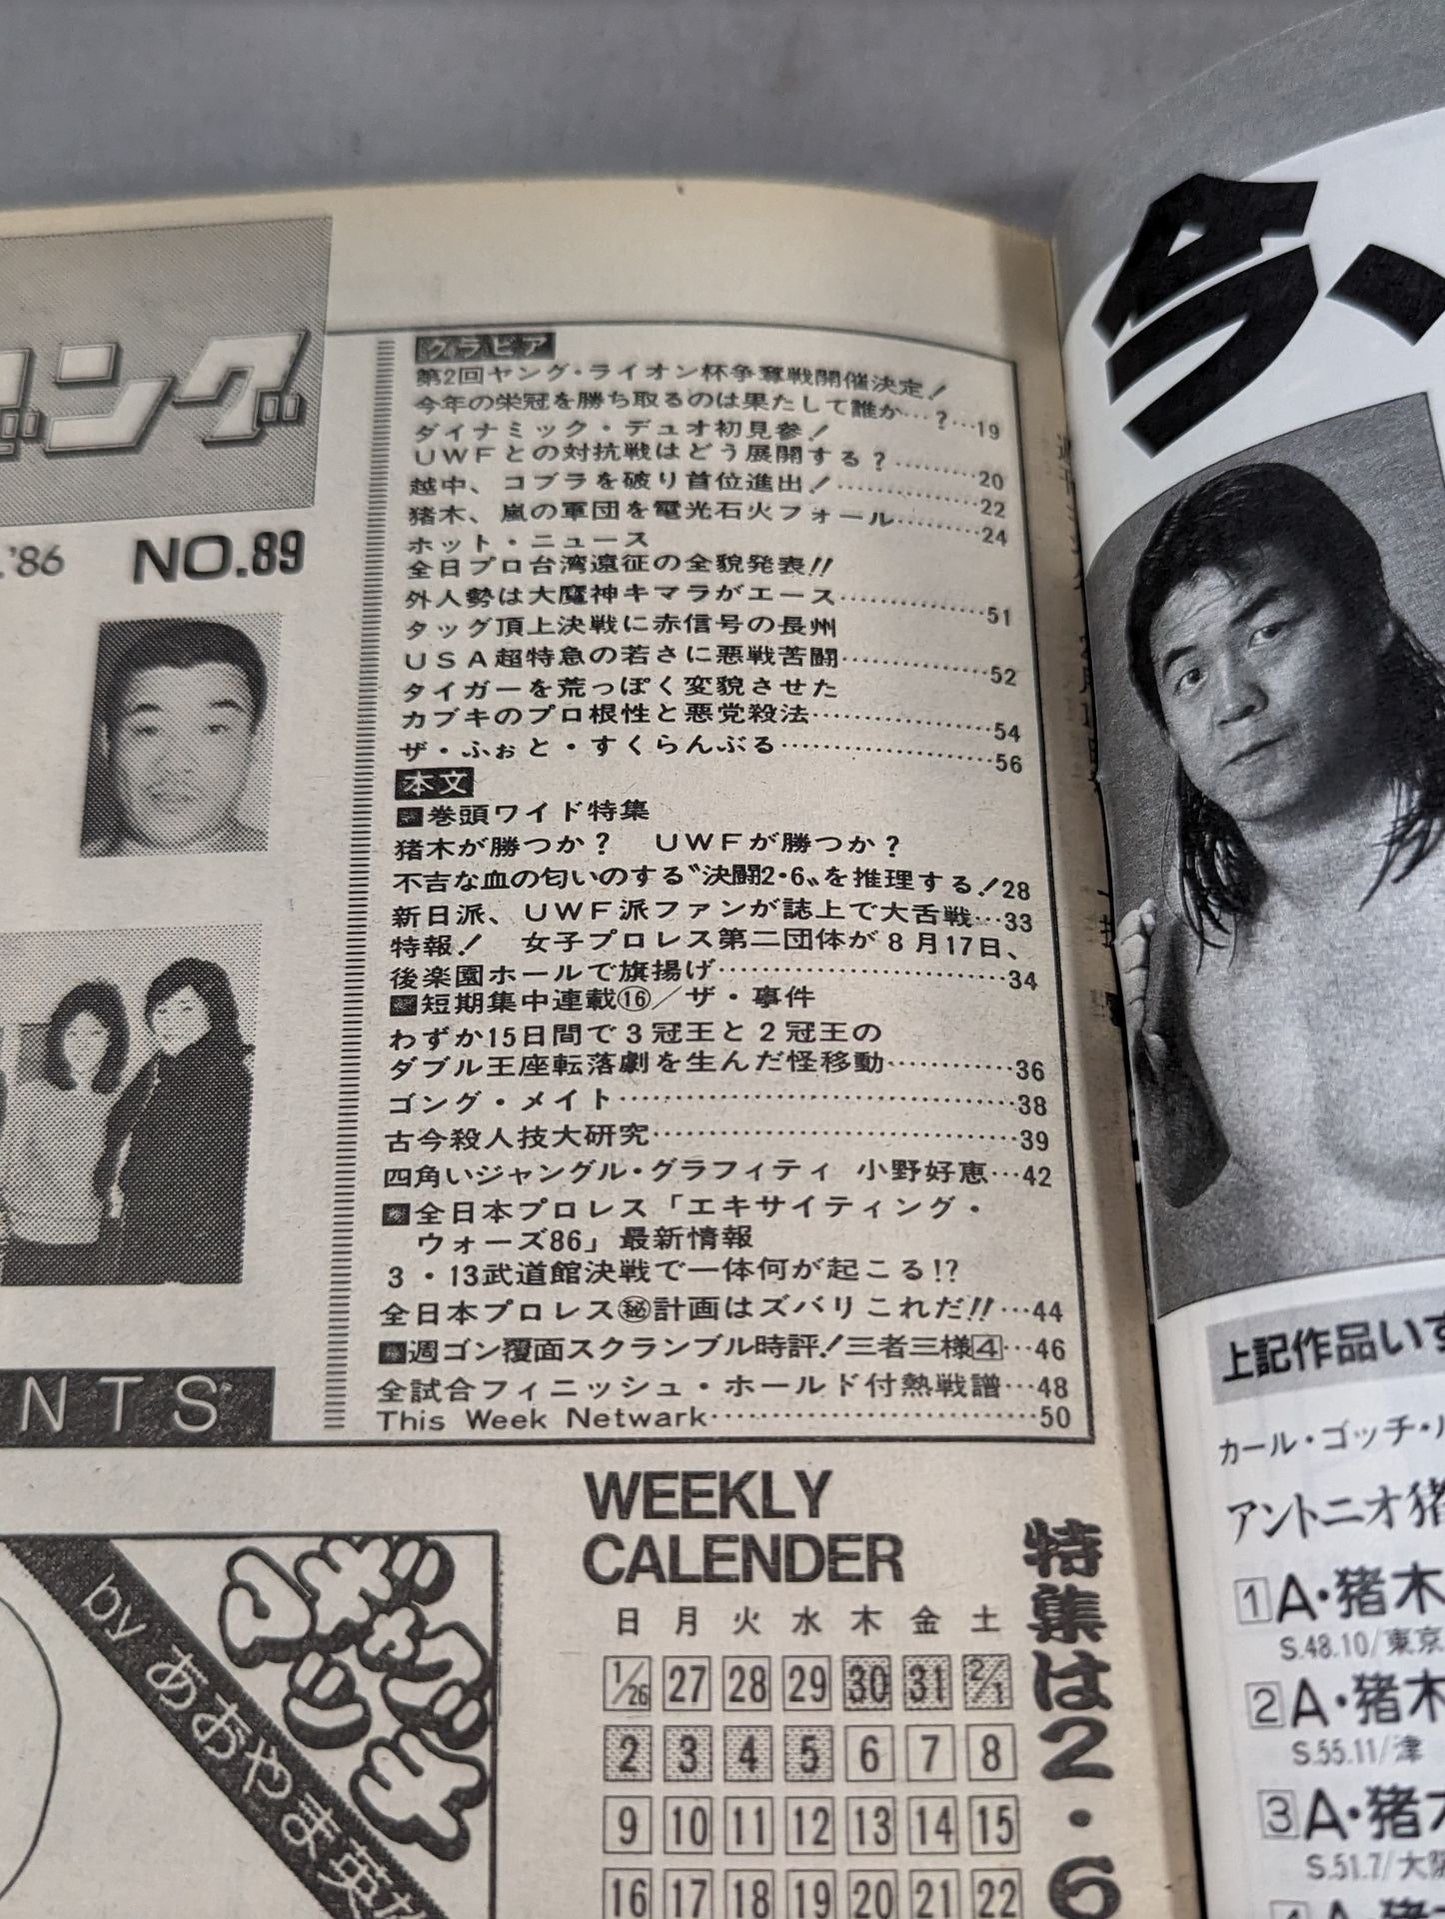 ング
'86 NO.89
グラビア
第2回ヤング・ライオン杯争奪戦開催決定!
今年の栄冠を勝ち取るのは果たして誰か…?…19
ダイナミック・デュオ初見参!
UWFとの対抗戦はどう展開する?………20
越中、コブラを破り首位進出!……………22
猪木、嵐の軍団を電光石火フォール………24
ホット・ニュース
全日プロ台湾遠征の全貌発表!!
外人勢は大魔神キマラがエース……………51
タッグ頂上決戦に赤信号の長州
USA超特急の若さに悪戦苦闘……………52
タイガーを荒っぽく変貌させた
カブキのプロ根性と悪党殺法………………54
ザ・ふぉと・すくらんぶる…………………56
本文
巻頭ワイド特集
猪木が勝つか? UWFが勝つか?
不吉な血の匂いのする〝決闘2・6〟を推理する!28
新日派、UWF派ファンが誌上で大舌戦…33
特報! 女子プロレス第二団体が8月17日、
後楽園ホールで旗揚げ………………………34
短期集中連載⑯/ザ・事件
わずか15日間で3冠王と2冠王の
ダブル王座転落劇を生んだ怪移動…………36
ゴング・メイト………………………………38
古今殺人技大研究……………………………39
四角いジャングル・グラフィティ 小野好恵…42
全日本プロレス「エキサイティング・
ウォーズ86」最新情報
3・13武道館決戦で一体何が起こる!?
全日本プロレス㊙計画はズバリこれだ!!…44
週ゴン覆面スクランブル時評!三者三様4…46
全試合フィニッシュ・ホールド付熱戦譜…48
This Week Netwark…………………………50
NTS
by あおやま英
WEEKLY
CALENDER
日 月 火 水 木 金 土
1/26 27 28 29 30 31 2/1
2 3 4 5 6 7 8
9 10 11 12 13 14 15
16 17 18 19 20 21 22
特集は2・6
今、
上記作品いず
カール・ゴッチ・
アントニオ猪
1 A・猪木
S.48.10/東京
2 A・猪木
S.55.11/津
3 A・猪木
S.51.7/大阪